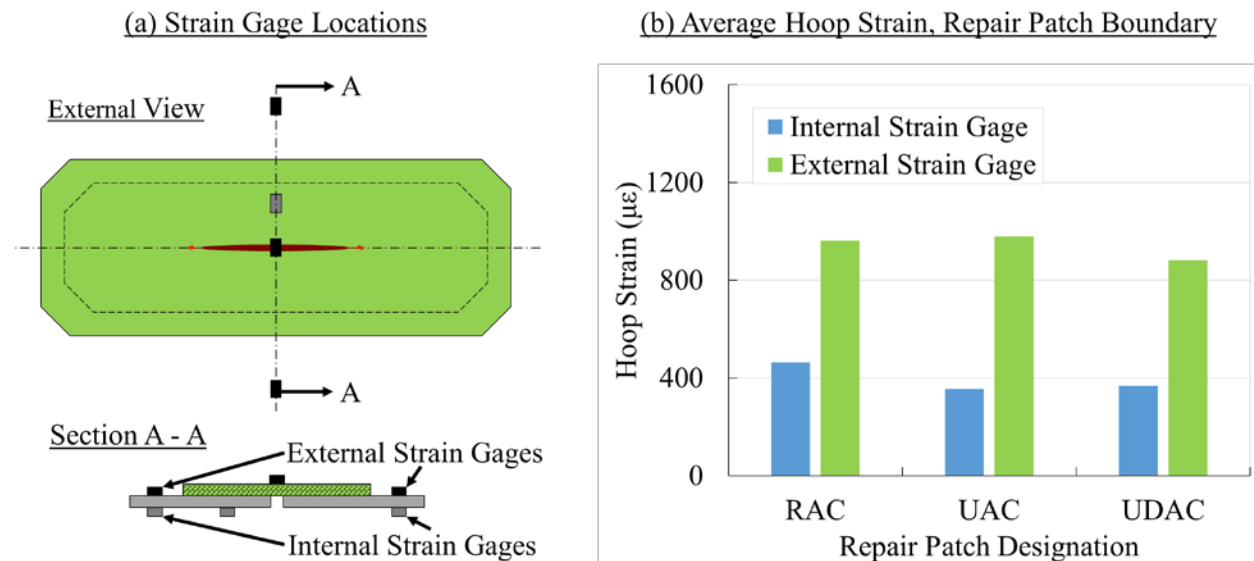 (a) Strain Gage Locations
External View
A
A
Section A - A
External Strain Gages
Internal Strain Gages
(b) Average Hoop Strain, Repair Patch Boundary
Hoop Strain (με)
1600
1200
800
400
0
Internal Strain Gage
External Strain Gage
RAC
UAC
UDAC
Repair Patch Designation